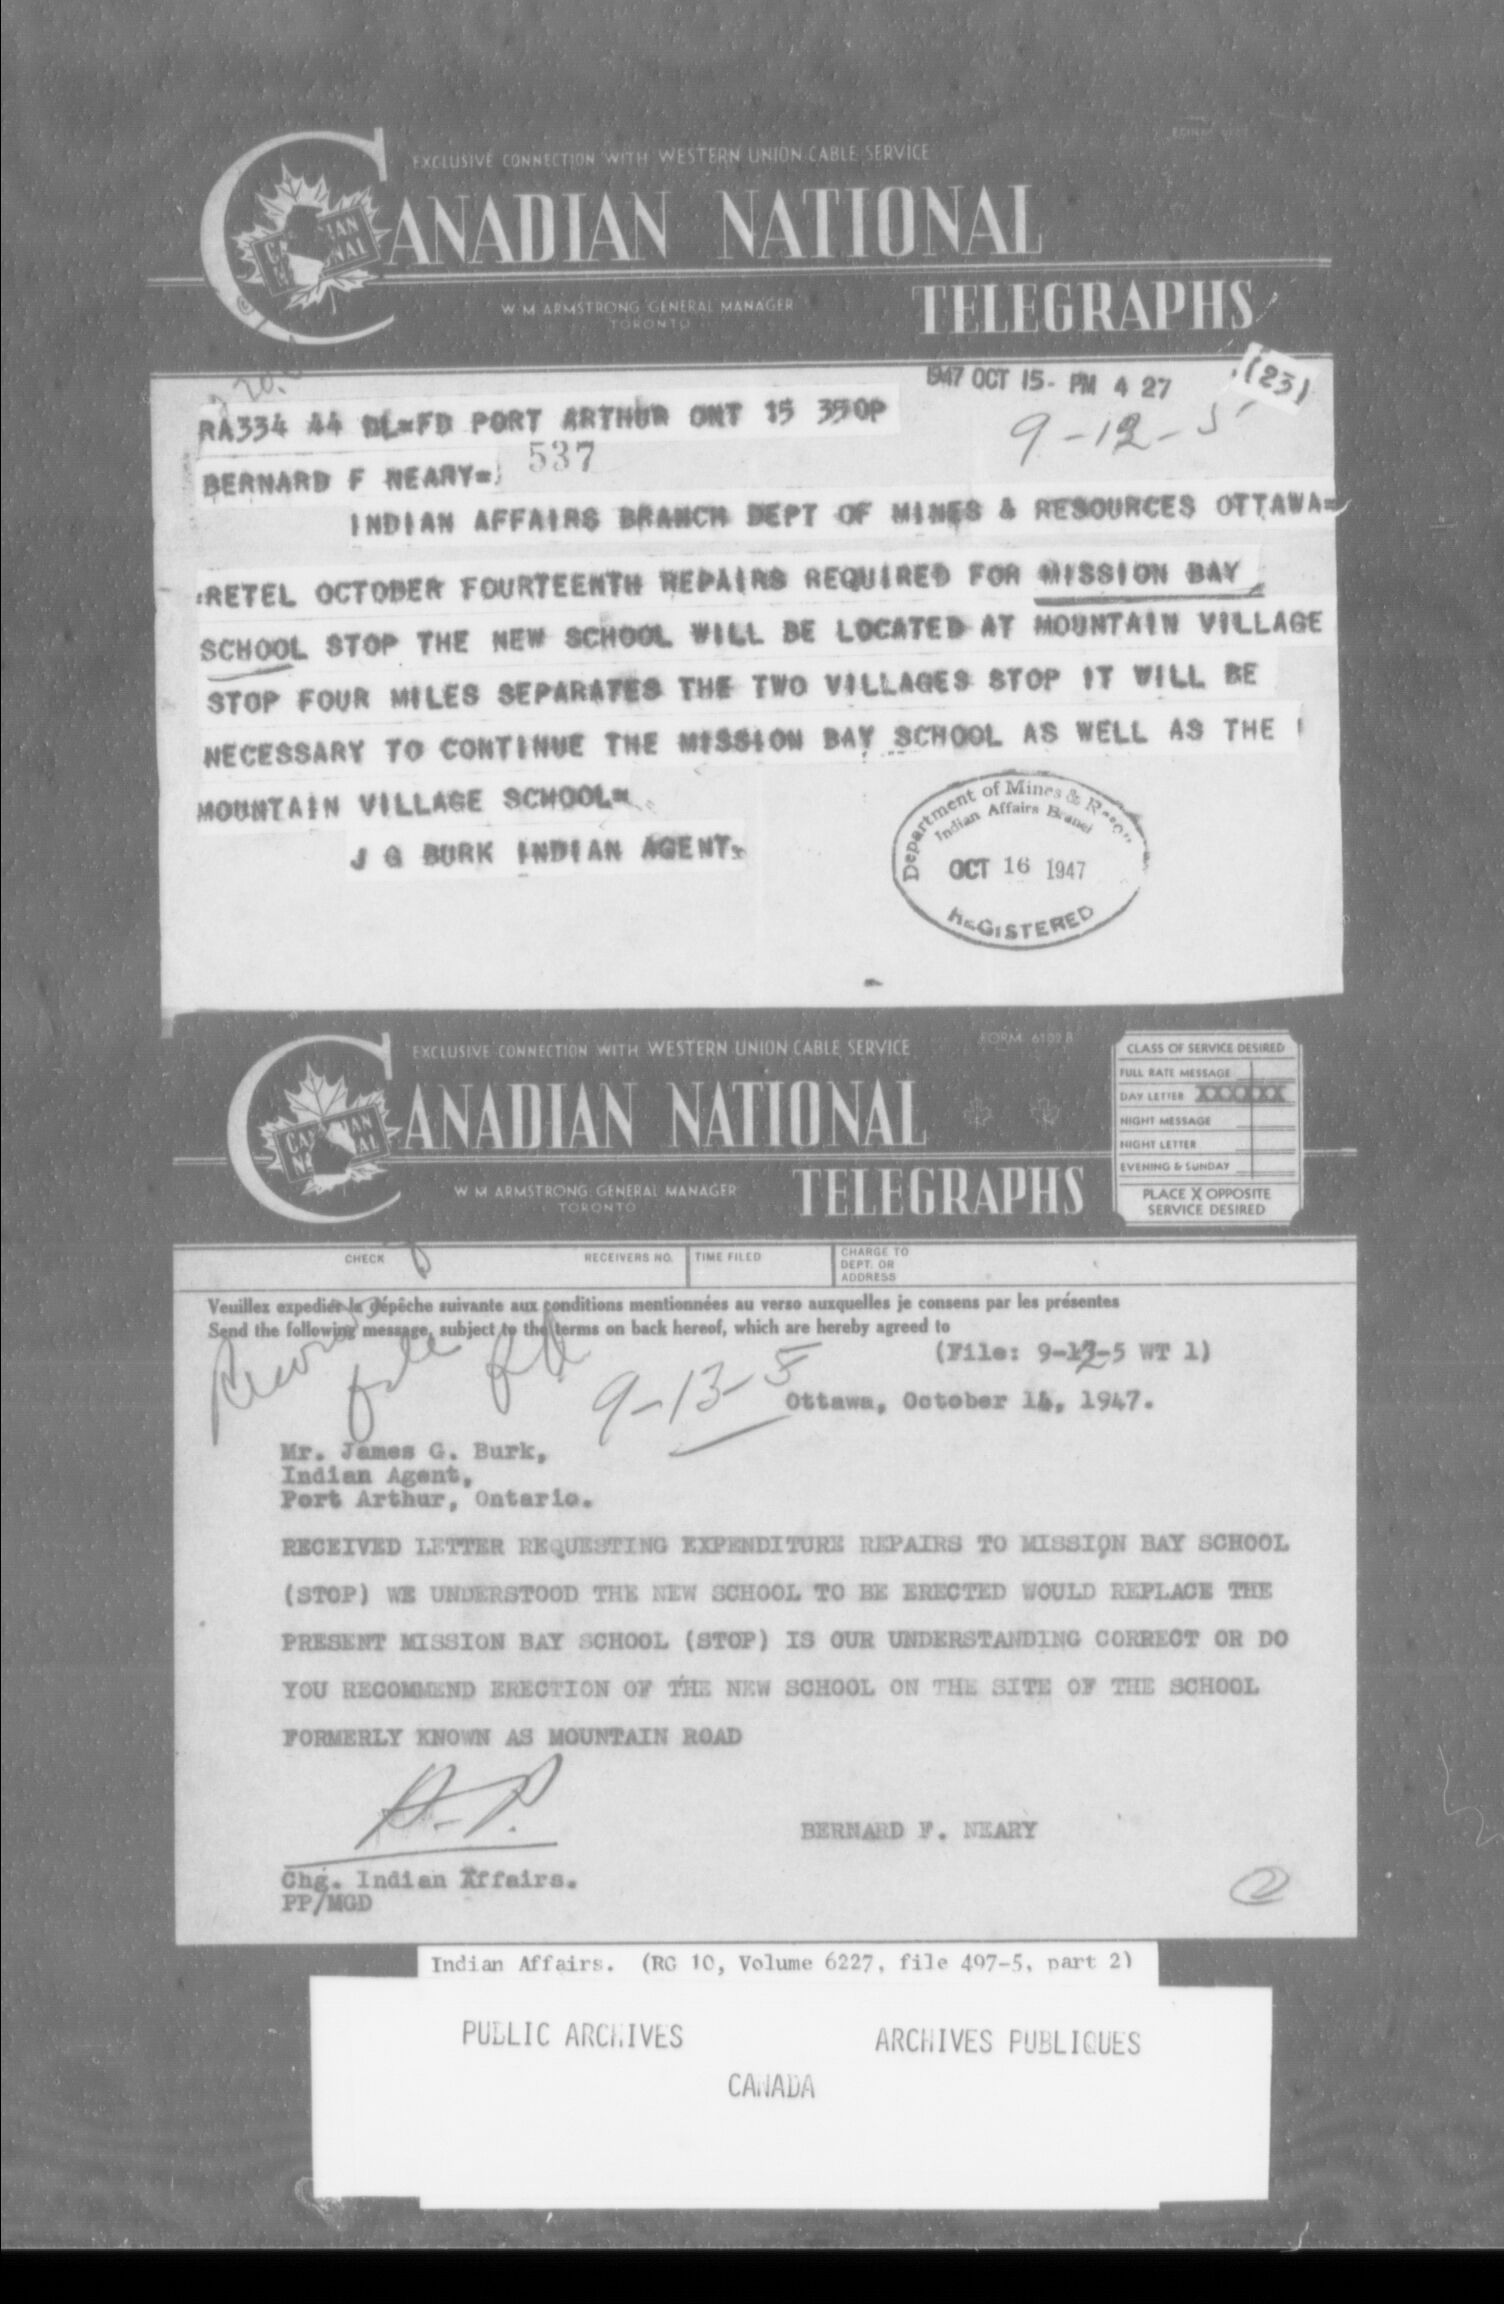 EXCLUSIVE CONNECTION WITH WESTERN UNION CABLE SERVICE
CANADIAN NATIONAL
TELEGRAPHS
W M ARMSTRONG GENERAL MANAGER
TORONTO
1947 OCT 15- PM 4 27
(23)
RA334 44 DL=FD PORT ARTHUR ONT 15 350P
9-12-5
BERNARD F NEARY=
537
INDIAN AFFAIRS BRANCH DEPT OF MINES & RESOURCES OTTAWA=
RETEL OCTOBER FOURTEENTH REPAIRS REQUIRED FOR MISSION BAY
SCHOOL STOP THE NEW SCHOOL WILL BE LOCATED AT MOUNTAIN VILLAGE
STOP FOUR MILES SEPARATES THE TWO VILLAGES STOP IT WILL BE
NECESSARY TO CONTINUE THE MISSION BAY SCHOOL AS WELL AS THE
MOUNTAIN VILLAGE SCHOOL=
J G BURK INDIAN AGENT.
Department of Mines &
Indian Affairs Branch
OCT 16 1947
REGISTERED
EXCLUSIVE CONNECTION WITH WESTERN UNION CABLE SERVICE
FORM 6102 B
CANADIAN NATIONAL
TELEGRAPHS
W M ARMSTRONG GENERAL MANAGER
TORONTO
CLASS OF SERVICE DESIRED
FULL RATE MESSAGE
DAY LETTER XXXXXX
NIGHT MESSAGE
NIGHT LETTER
EVENING & SUNDAY
PLACE X OPPOSITE
SERVICE DESIRED
CHECK
RECEIVERS NO.
TIME FILED
CHARGE TO
DEPT. OR
ADDRESS
Veuillez expedier la dépêche suivante aux conditions mentionnées au verso auxquelles je consens par les présentes
Send the following message, subject to the terms on back hereof, which are hereby agreed to
(File: 9-12-5 WT 1)
file
9-13-5
Ottawa, October 14, 1947.
Mr. James G. Burk,
Indian Agent,
Port Arthur, Ontario.
RECEIVED LETTER REQUESTING EXPENDITURE REPAIRS TO MISSION BAY SCHOOL
(STOP) WE UNDERSTOOD THE NEW SCHOOL TO BE ERECTED WOULD REPLACE THE
PRESENT MISSION BAY SCHOOL (STOP) IS OUR UNDERSTANDING CORRECT OR DO
YOU RECOMMEND ERECTION OF THE NEW SCHOOL ON THE SITE OF THE SCHOOL
FORMERLY KNOWN AS MOUNTAIN ROAD
BERNARD F. NEARY
Chg. Indian Affairs.
PP/MGD
2
Indian Affairs. (RG 10, Volume 6227, file 497-5, part 2)
PUBLIC ARCHIVES
ARCHIVES PUBLIQUES
CANADA